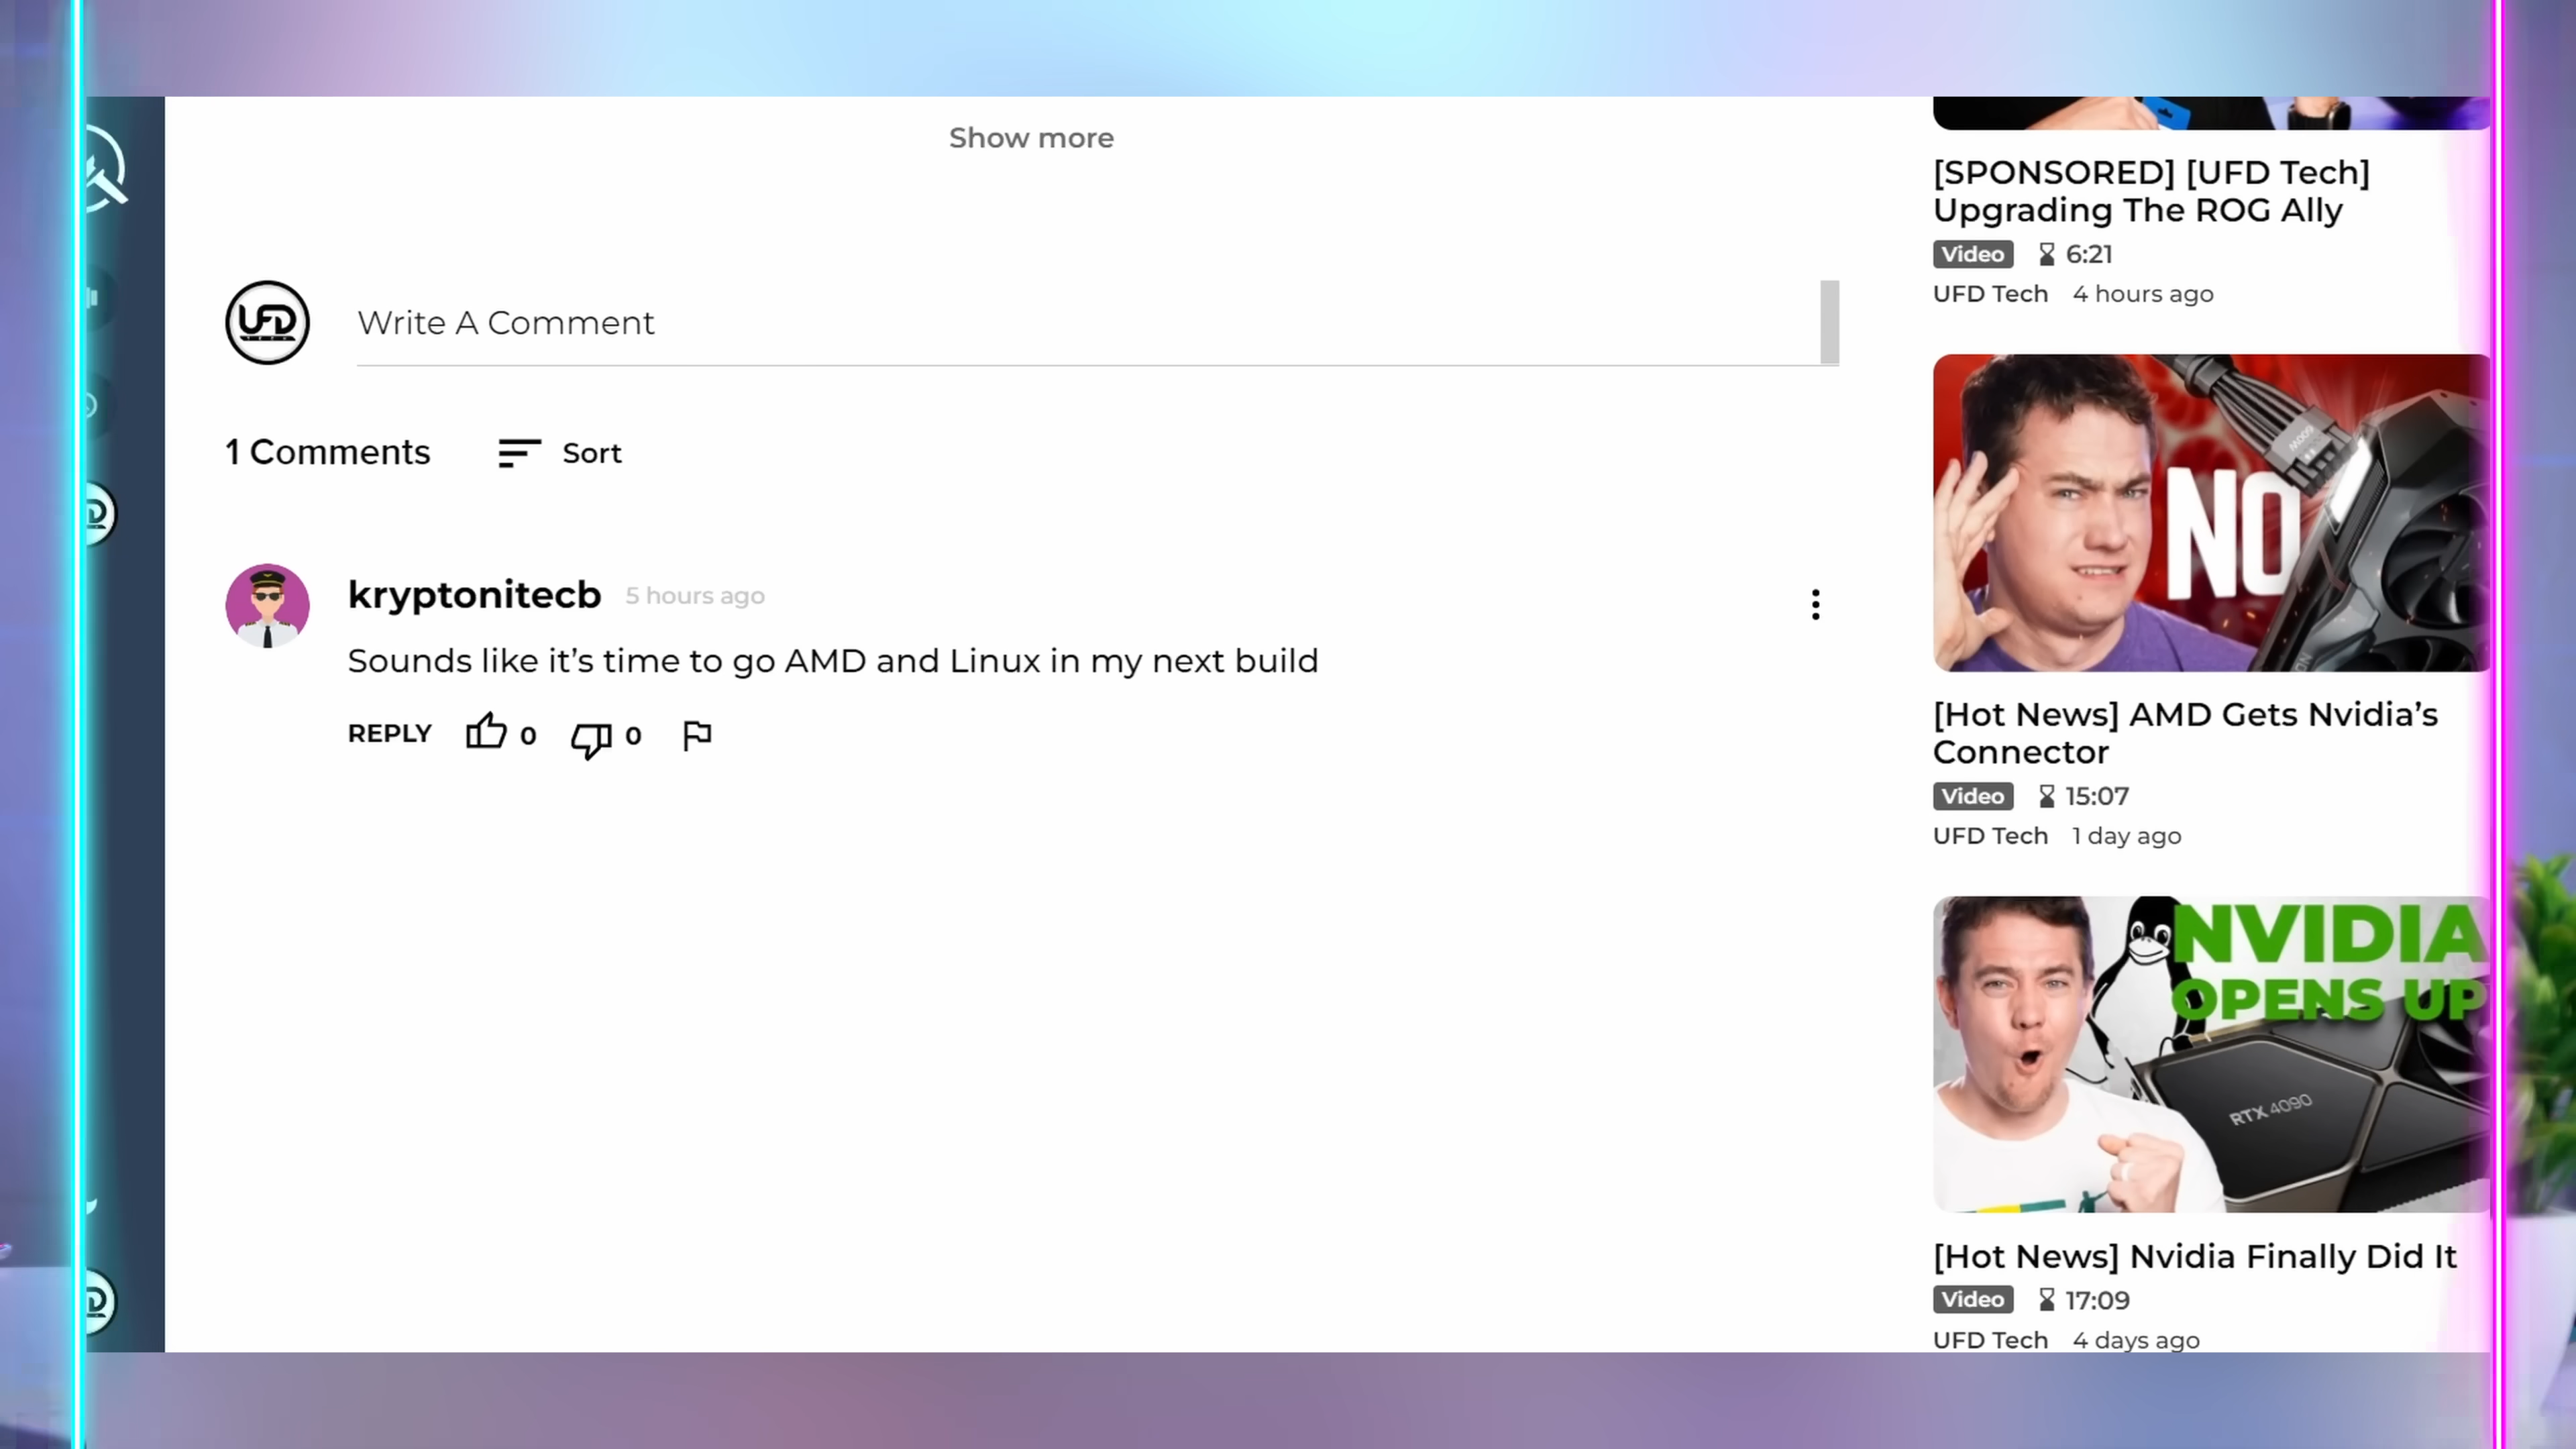 Show more
UFD
TECH
Write A Comment
1 Comments
Sort
kryptonitecb
5 hours ago
Sounds like it’s time to go AMD and Linux in my next build
REPLY
0
0
[SPONSORED] [UFD Tech]
Upgrading The ROG Ally
Video
6:21
UFD Tech
4 hours ago
NO
600W
[Hot News] AMD Gets Nvidia’s
Connector
Video
15:07
UFD Tech
1 day ago
NVIDIA
OPENS UP
RTX 4090
[Hot News] Nvidia Finally Did It
Video
17:09
UFD Tech
4 days ago